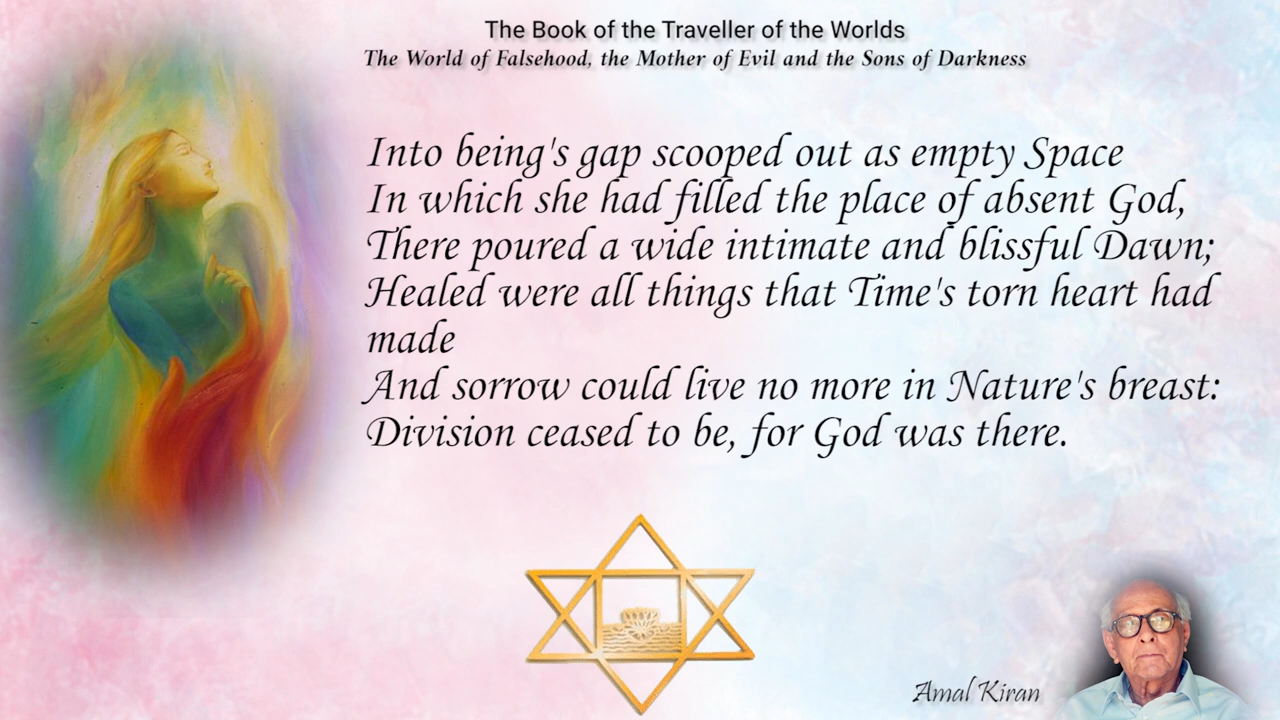 The Book of the Traveller of the Worlds
The World of Falsehood, the Mother of Evil and the Sons of Darkness
Into being's gap scooped out as empty Space
In which she had filled the place of absent God,
There poured a wide intimate and blissful Dawn;
Healed were all things that Time's torn heart had
made
And sorrow could live no more in Nature's breast:
Division ceased to be, for God was there.
Amal Kiran